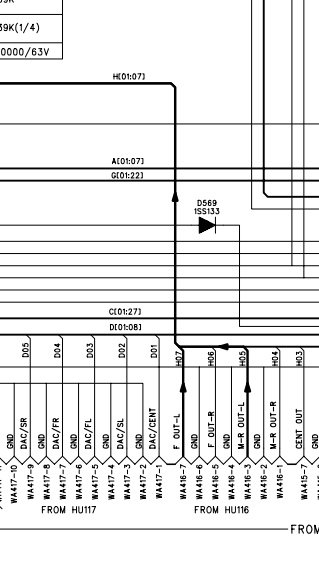 39K(1/4)
0000/63V
H[01:07]
A[01:07]
G[01:22]
D569
1SS133
C[01:27]
D[01:08]
D05
D04
D03
D02
D01
H07
H06
H05
H04
H03
GND
DAC/SR
GND
DAC/FR
GND
DAC/FL
GND
DAC/SL
GND
DAC/CENT
F OUT-L
GND
F OUT-R
GND
M-R OUT-L
GND
M-R OUT-R
CENT OUT
GND
WA417-10
WA417-9
WA417-8
WA417-7
WA417-6
WA417-5
WA417-4
WA417-3
WA417-2
WA417-1
WA416-7
WA416-6
WA416-5
WA416-4
WA416-3
WA416-2
WA416-1
WA415-7
FROM HU117
FROM HU116
FROM